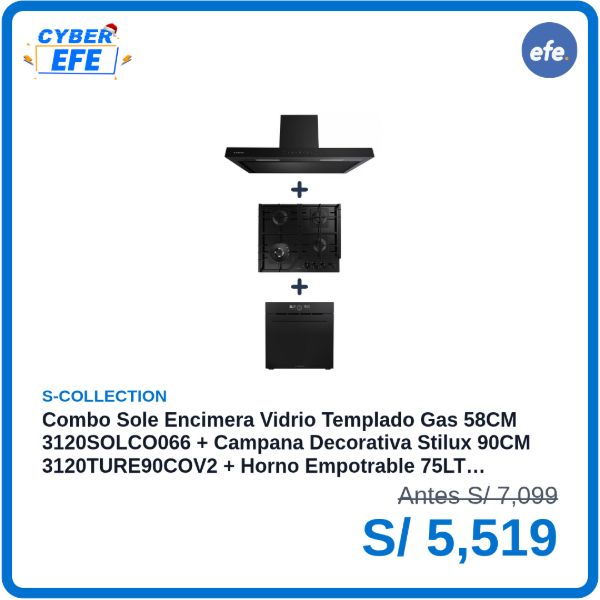 CYBER
EFE
efe.
S-COLLECTION
Combo Sole Encimera Vidrio Templado Gas 58CM
3120SOLCO066 + Campana Decorativa Stilux 90CM
3120TURE90COV2 + Horno Empotrable 75LT…
Antes S/ 7,099
S/ 5,519